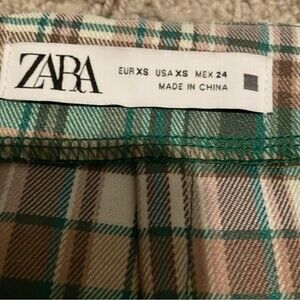 ZARA
EUR XS USA XS MEX 24
MADE IN CHINA